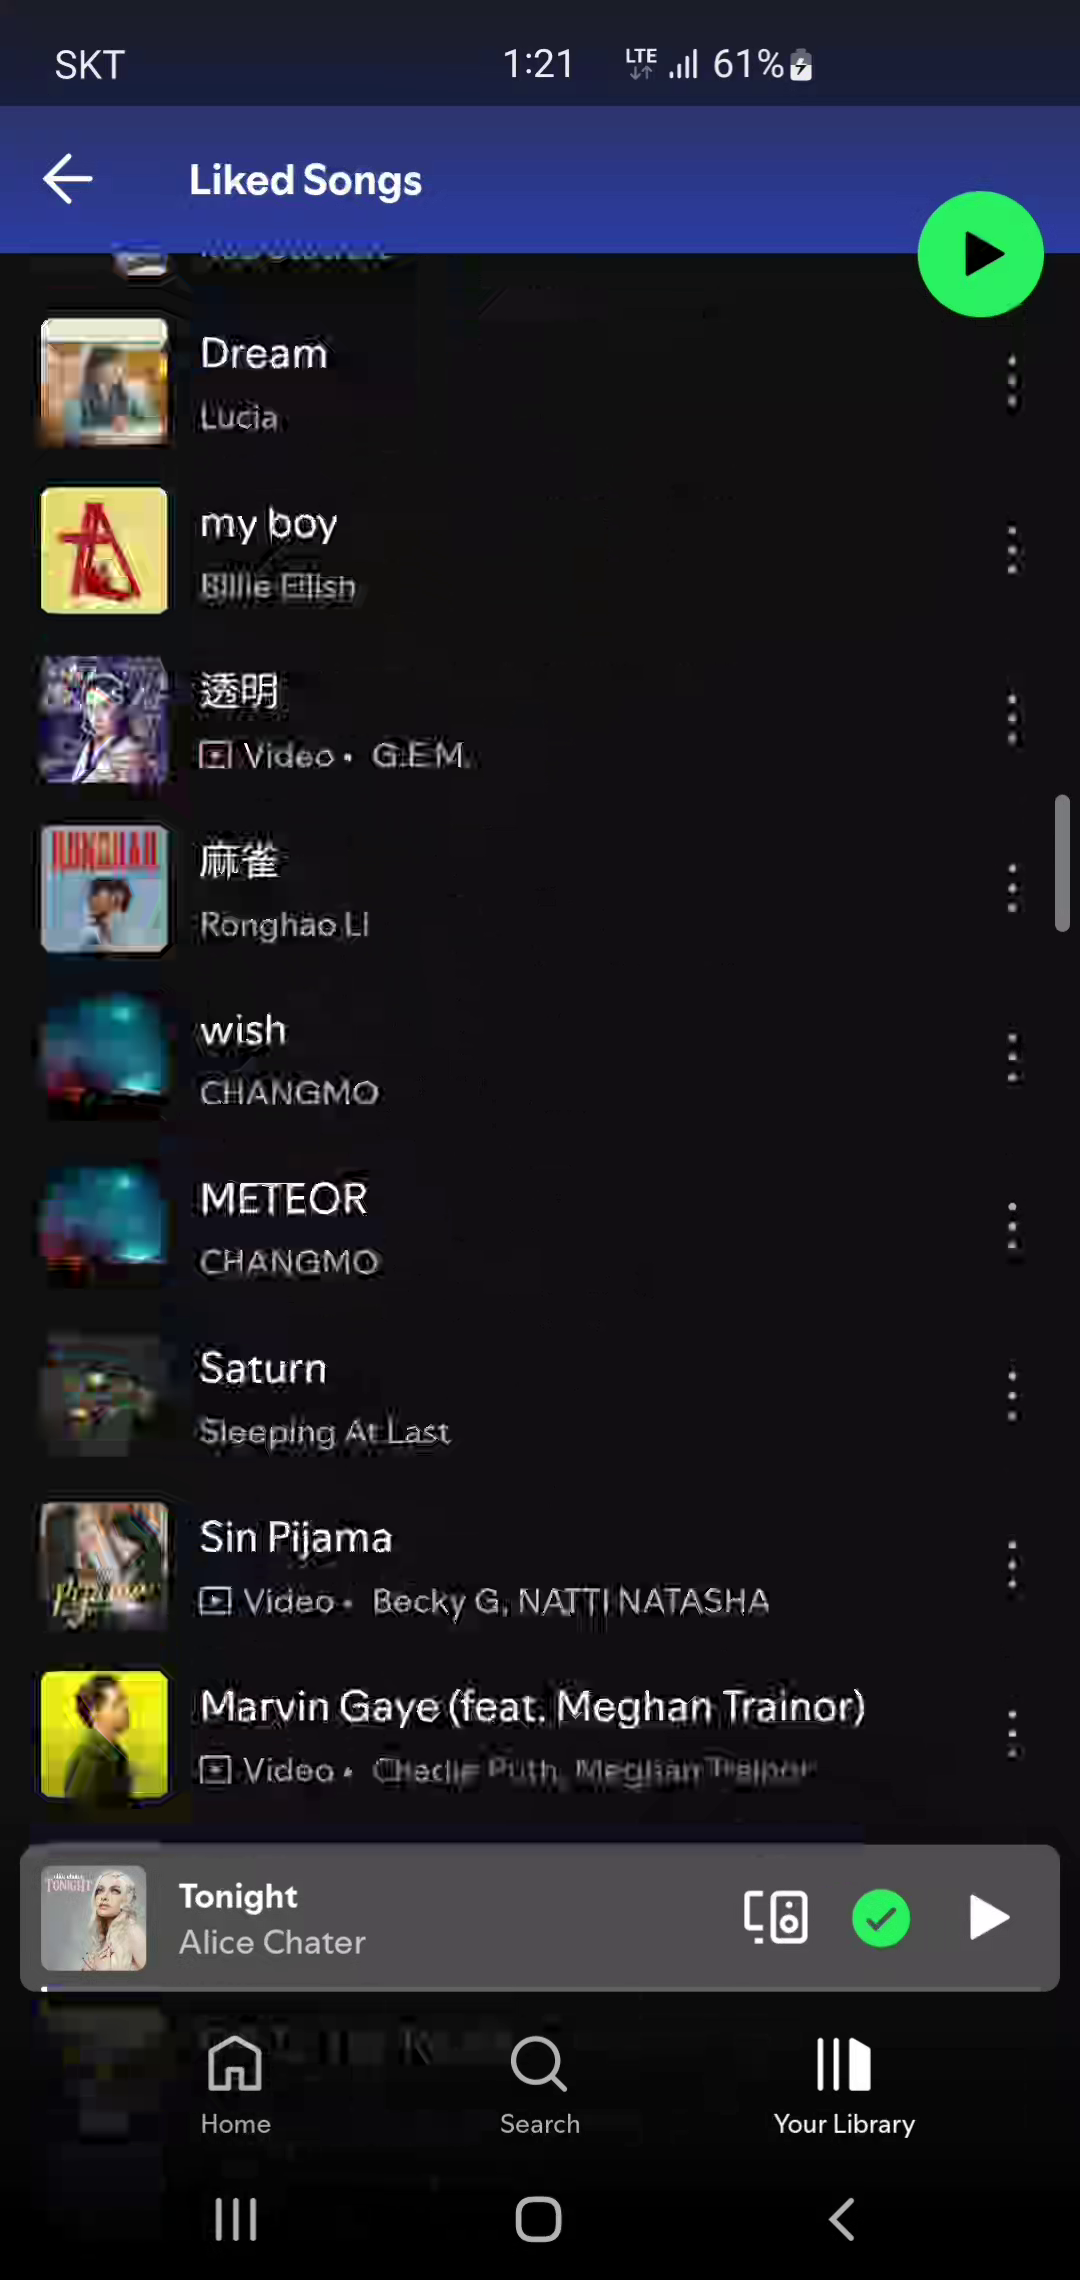 SKT 1:21 LTE 61%
Liked Songs
Dream
Lucia
my boy
Billie Eilish
透明
Video • G.E.M.
麻雀
Ronghao Li
wish
CHANGMO
METEOR
CHANGMO
Saturn
Sleeping At Last
Sin Pijama
Video • Becky G, NATTI NATASHA
Marvin Gaye (feat. Meghan Trainor)
Video • Charlie Puth, Meghan Trainor
TONIGHT
Tonight
Alice Chater
Home
Search
Your Library